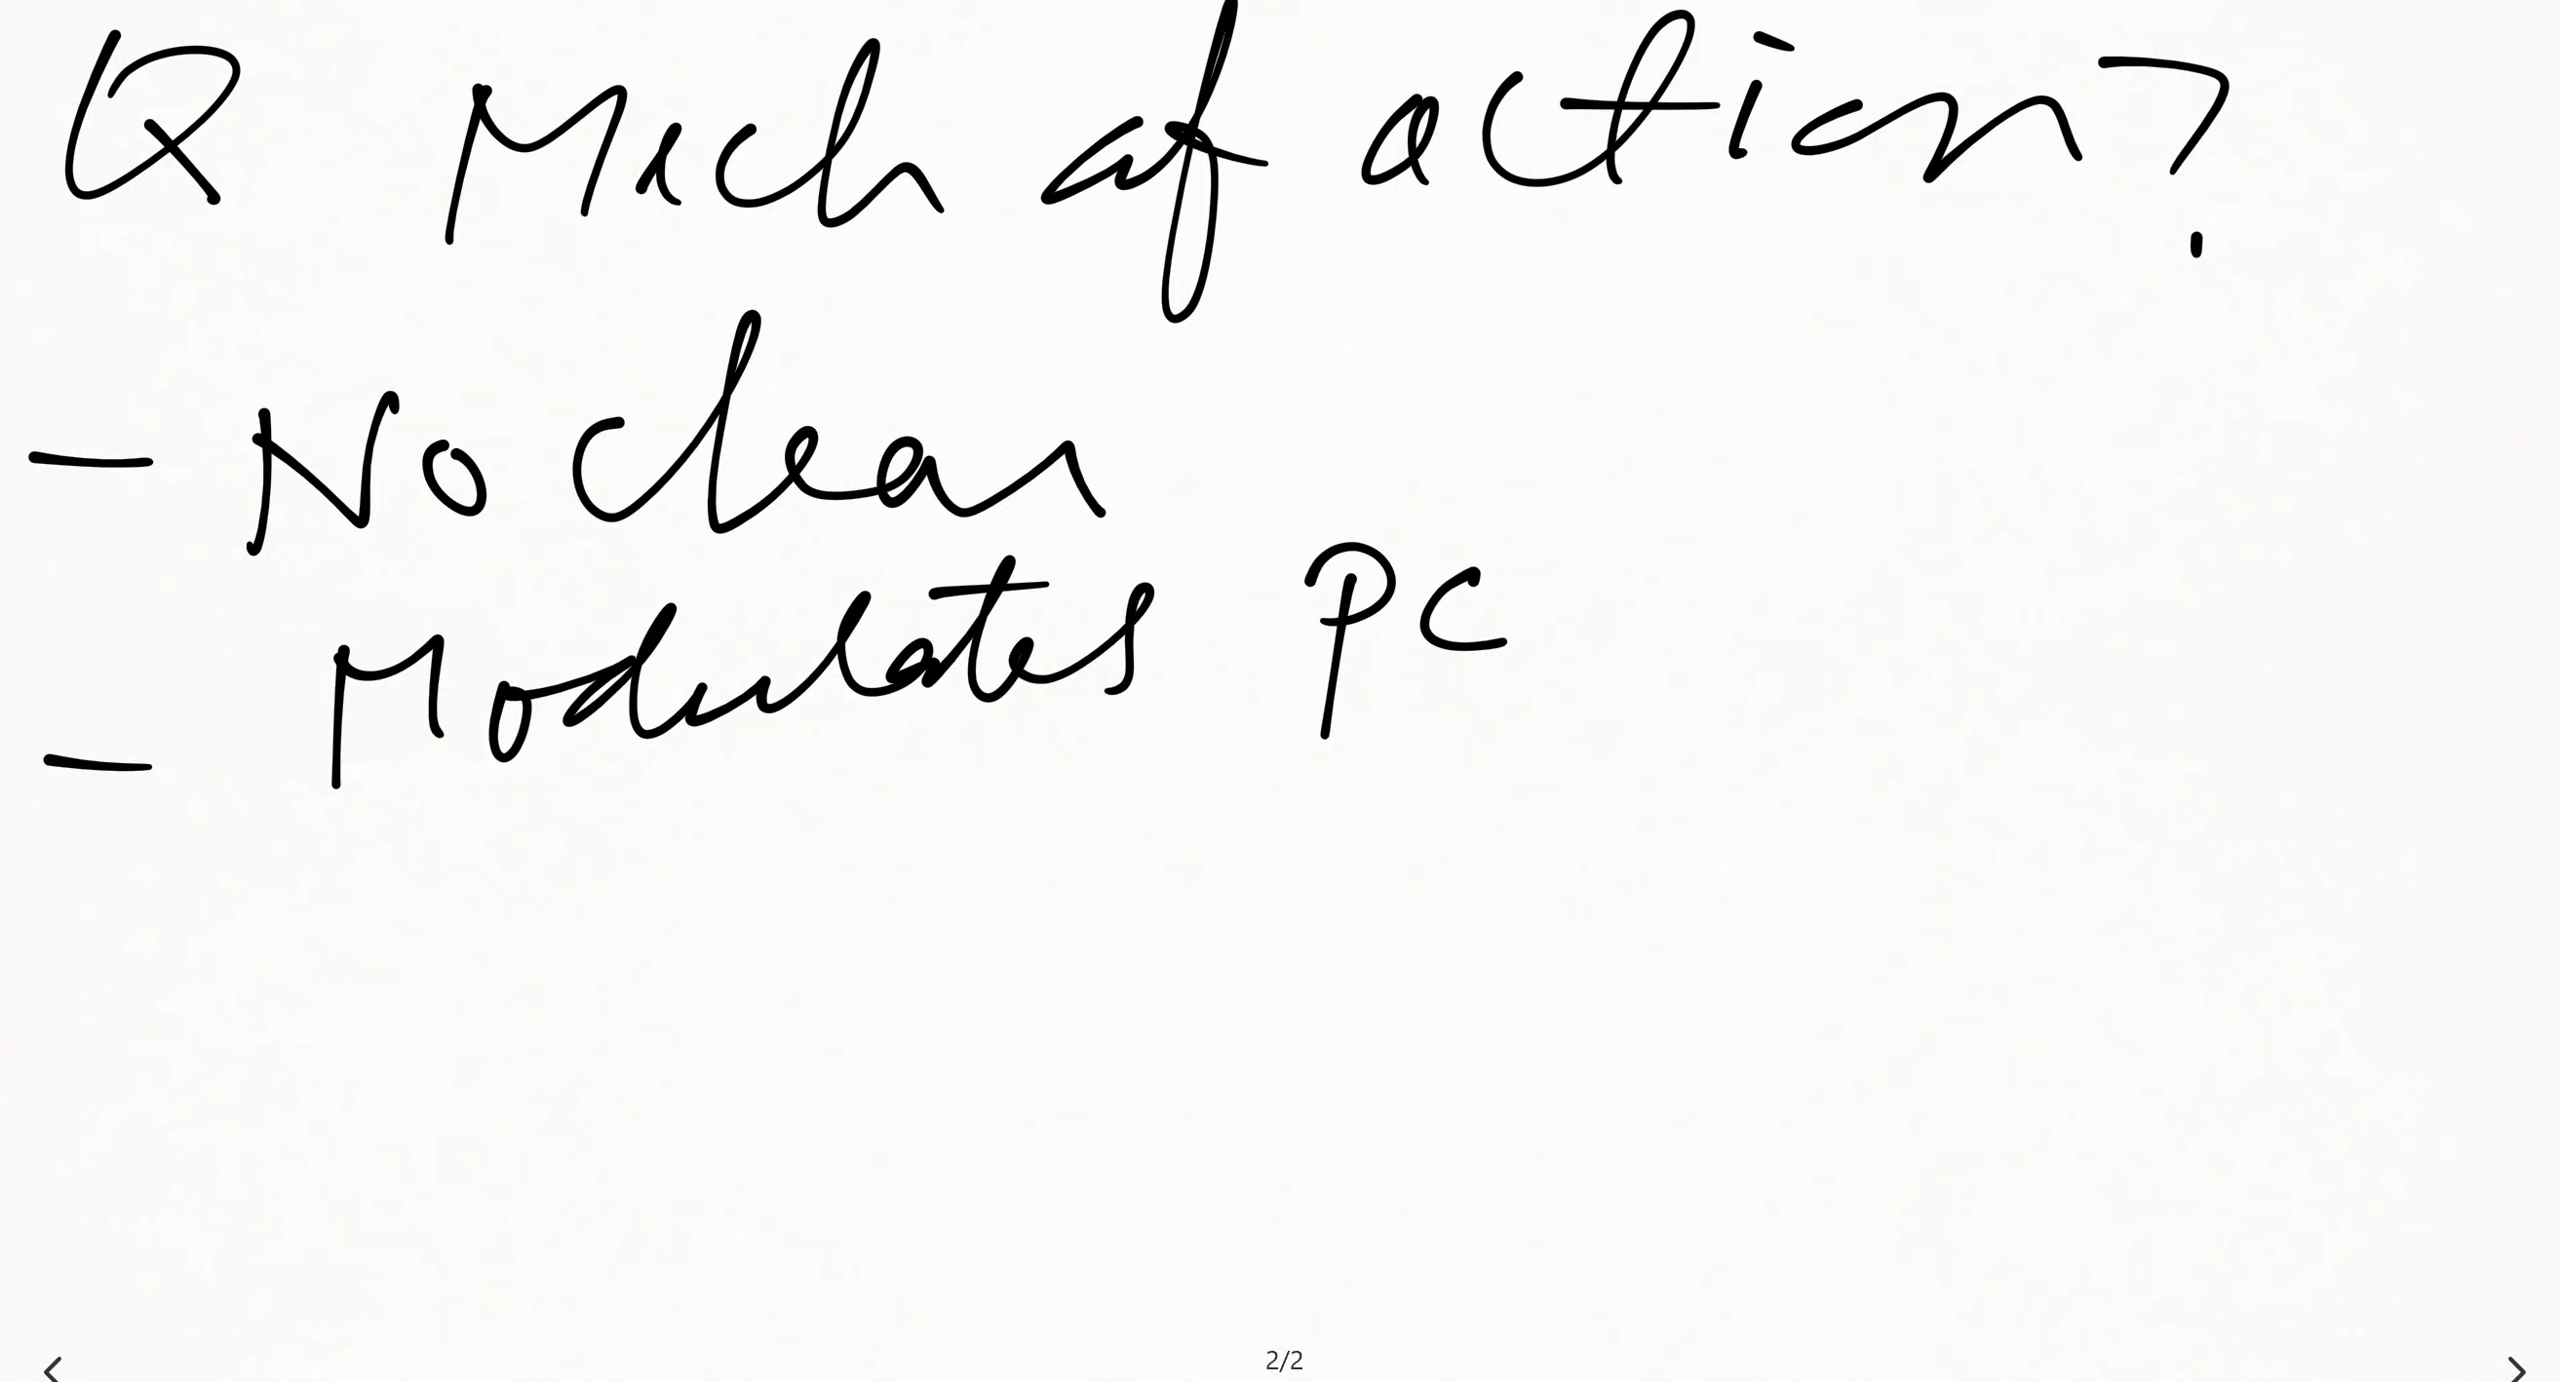 Q Mech of action?
- No clear
- Modulates PC
2/2